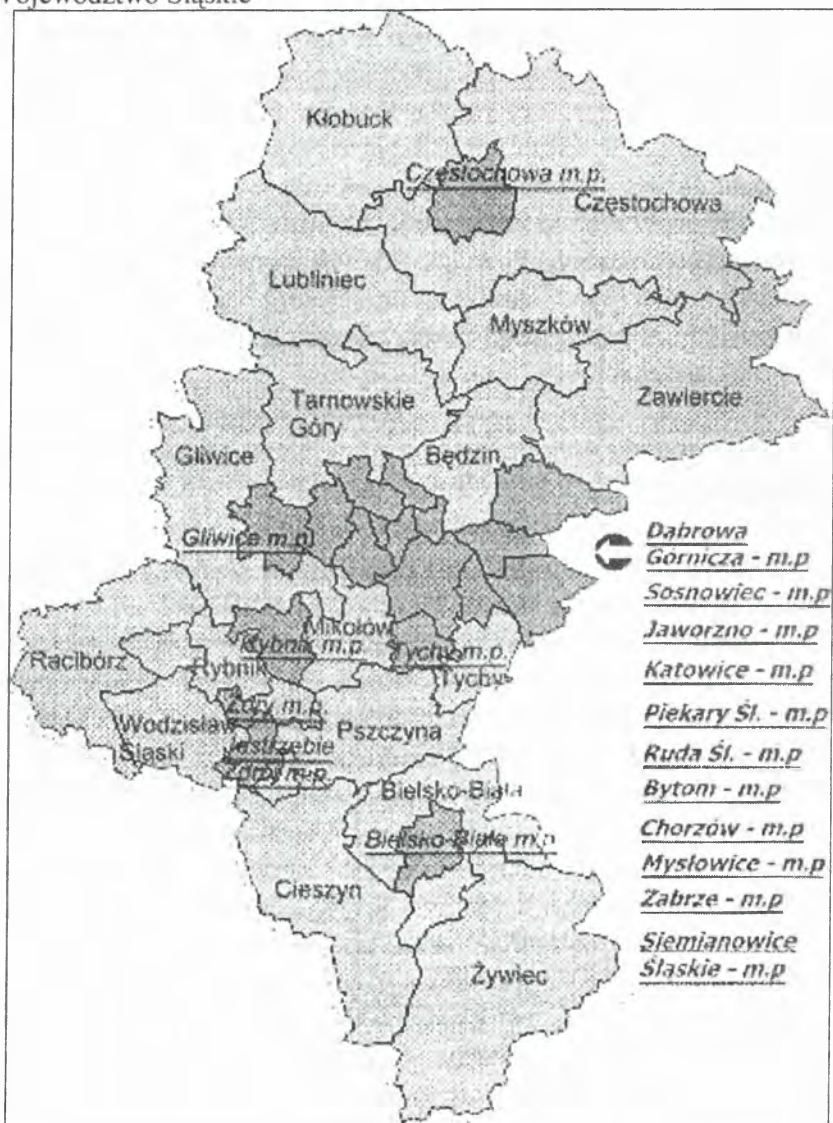 Województwo Śląskie
Kłobuck
Częstochowa m.p.
Częstochowa
Lubliniec
Myszków
Zawiercie
Tarnowskie
Góry
Gliwice
Będzin
Gliwice m.p.
Dąbrowa
Górnicza - m.p
Sosnowiec - m.p
Jaworzno - m.p
Katowice - m.p
Piekary Śl. - m.p
Ruda Śl. - m.p
Bytom - m.p
Chorzów - m.p
Mysłowice - m.p
Zabrze - m.p
Siemianowice
Śląskie - m.p
Mikołów
Rybnik m.p.
Tychy m.p.
Racibórz
Rybnik
Tychy
Żory m.p.
Wodzisław
Śląski
Jastrzębie
Zdrój m.p.
Pszczyna
Bielsko-Biała
Bielsko-Biała m.p
Cieszyn
Żywiec